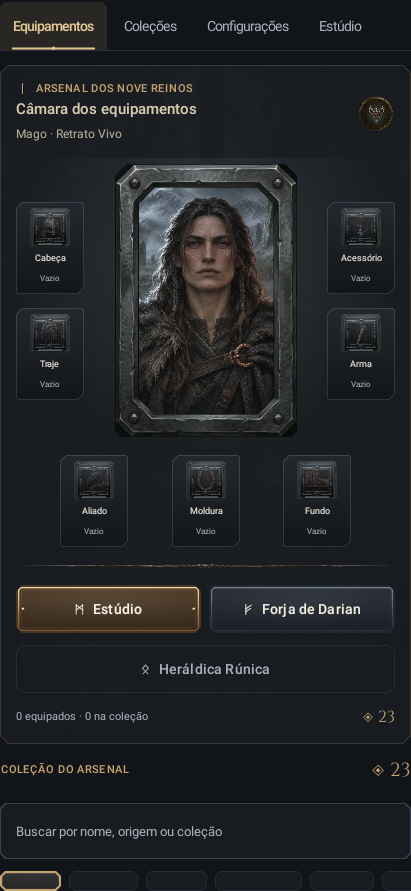 Equipamentos
Coleções
Configurações
Estúdio
ARSENAL DOS NOVE REINOS
Câmara dos equipamentos
Mago · Retrato Vivo
Cabeça
Vazio
Acessório
Vazio
Traje
Vazio
Arma
Vazio
Aliado
Vazio
Moldura
Vazio
Fundo
Vazio
ᛗ Estúdio
ᚠ Forja de Darian
ᛟ Heráldica Rúnica
0 equipados · 0 na coleção
◈ 23
COLEÇÃO DO ARSENAL
◈ 23
Buscar por nome, origem ou coleção